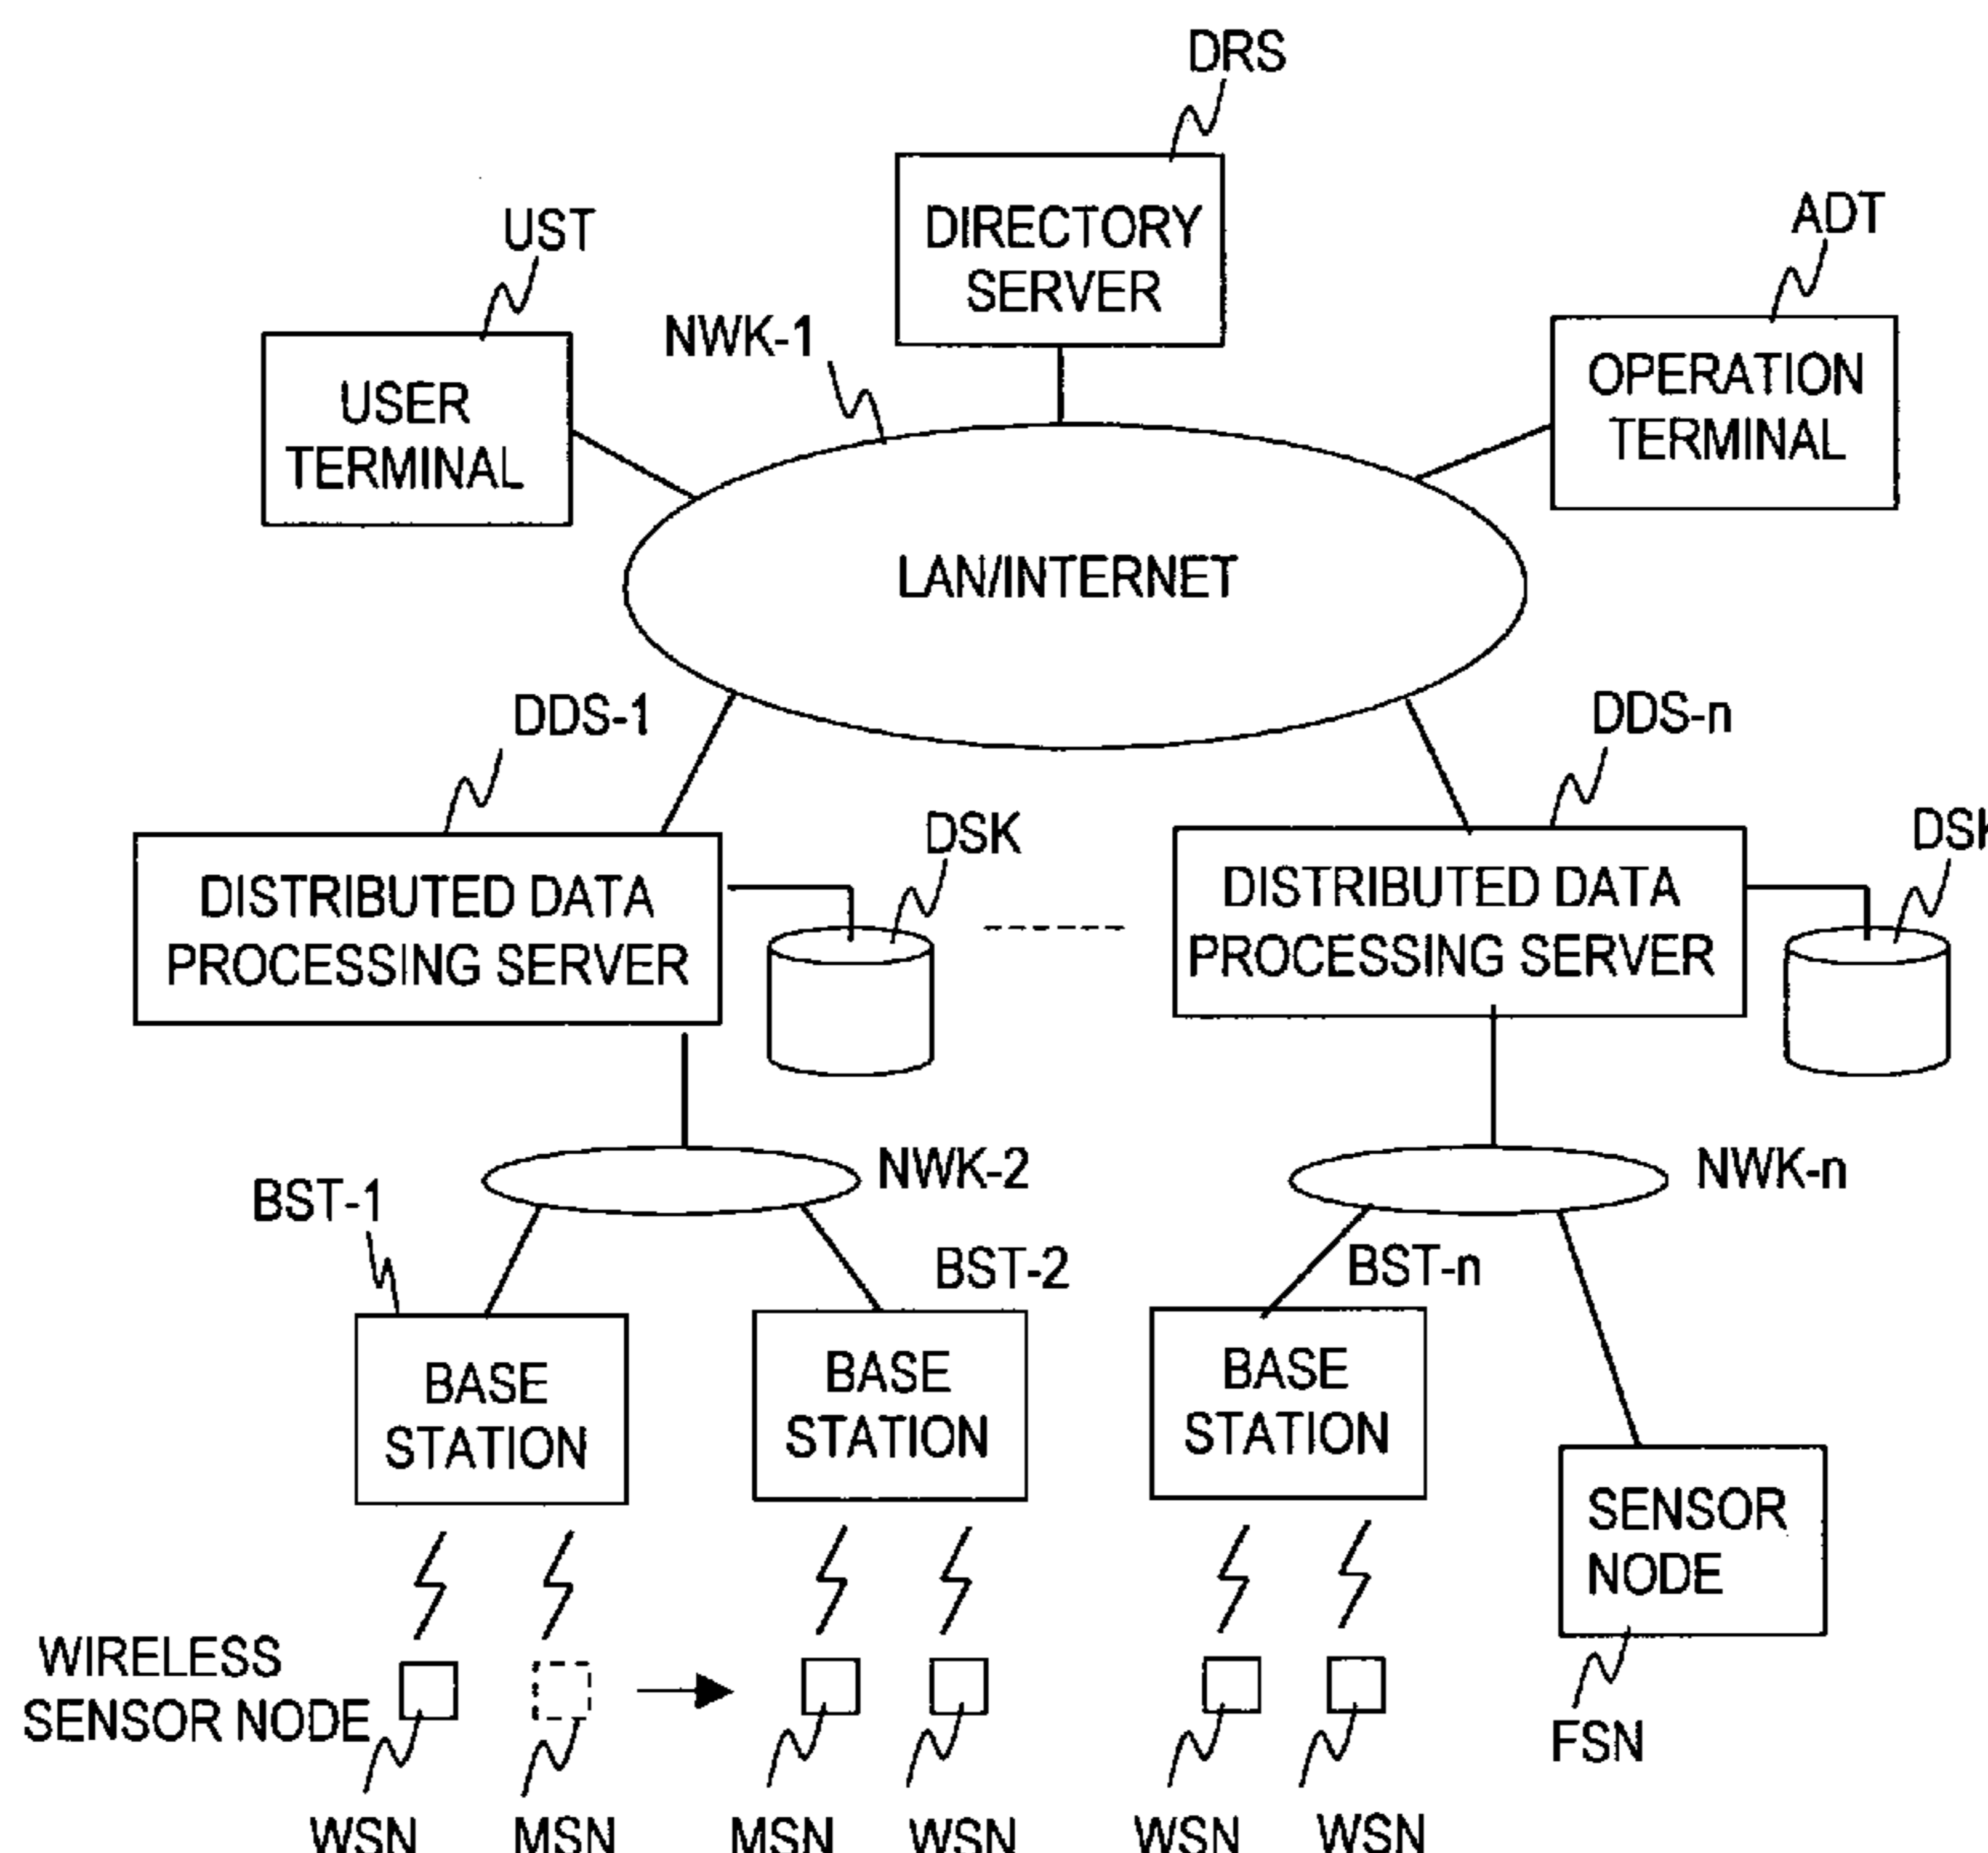 DRS
DIRECTORY
SERVER
UST
ADT
NWK-1
USER
TERMINAL
OPERATION
TERMINAL
LAN/INTERNET
DDS-1
DDS-n
DSK
DSK
DISTRIBUTED DATA
PROCESSING SERVER
DISTRIBUTED DATA
PROCESSING SERVER
NWK-2
NWK-n
BST-1
BST-2
BST-n
BASE
STATION
BASE
STATION
BASE
STATION
SENSOR
NODE
WIRELESS
SENSOR NODE
FSN
WSN
MSN
MSN
WSN
WSN
WSN